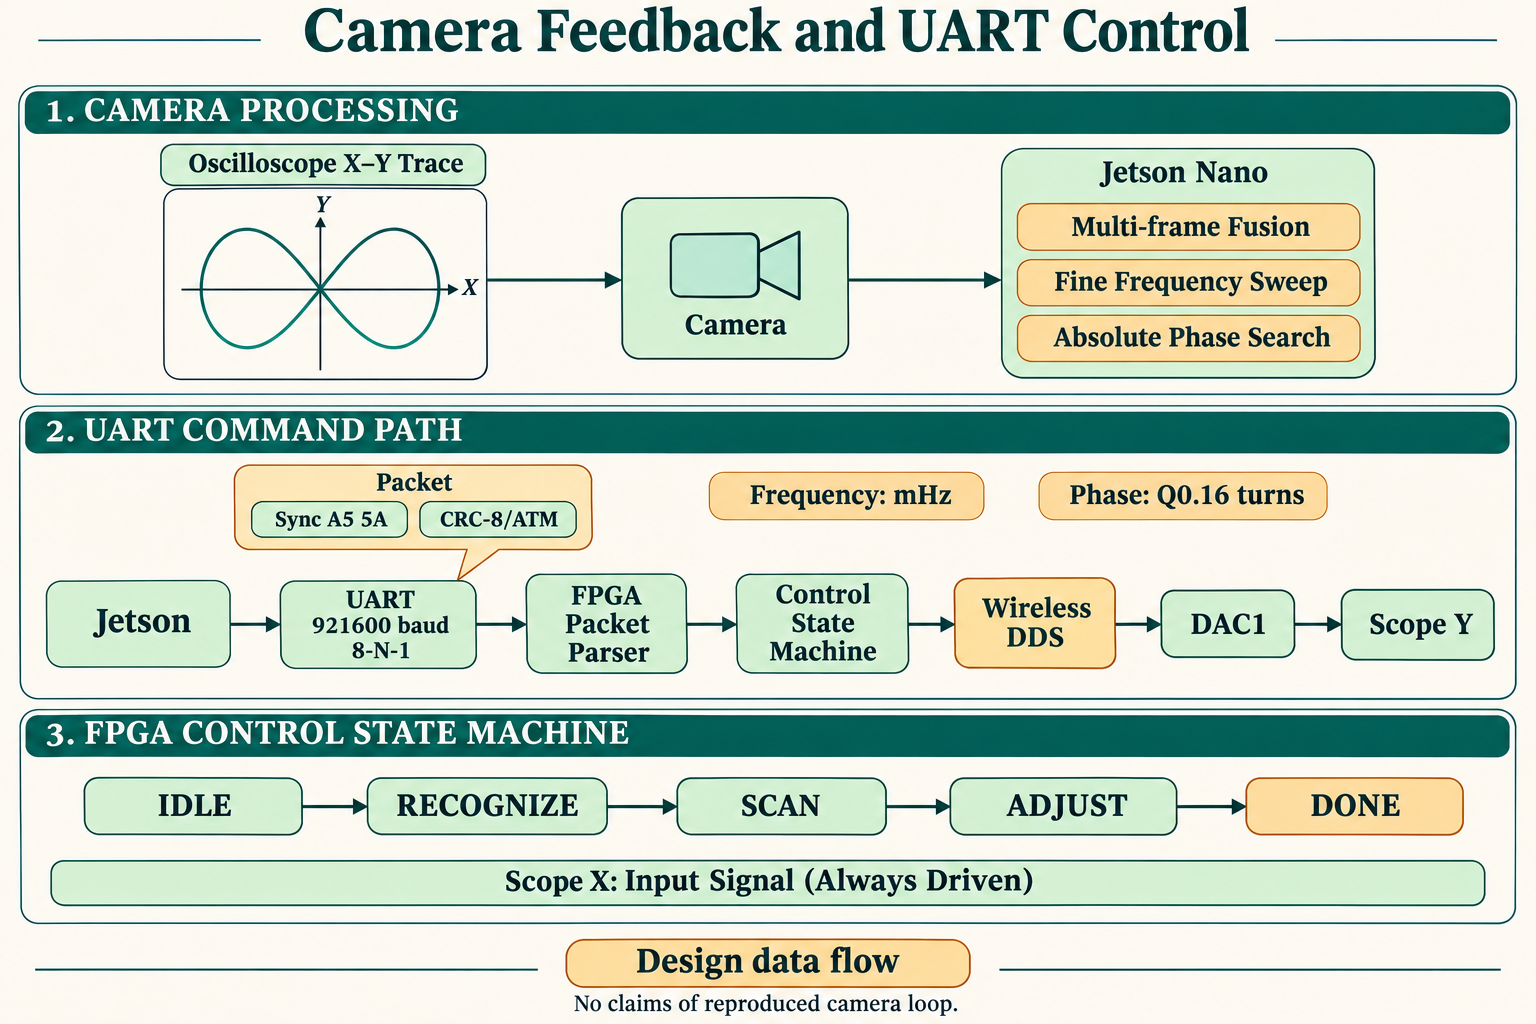 Camera Feedback and UART Control
1. CAMERA PROCESSING
Oscilloscope X–Y Trace
Y
X
Camera
Jetson Nano
Multi-frame Fusion
Fine Frequency Sweep
Absolute Phase Search
2. UART COMMAND PATH
Packet
Sync A5 5A
CRC-8/ATM
Frequency: mHz
Phase: Q0.16 turns
Jetson
UART
921600 baud
8-N-1
FPGA
Packet
Parser
Control
State
Machine
Wireless
DDS
DAC1
Scope Y
3. FPGA CONTROL STATE MACHINE
IDLE
RECOGNIZE
SCAN
ADJUST
DONE
Scope X: Input Signal (Always Driven)
Design data flow
No claims of reproduced camera loop.